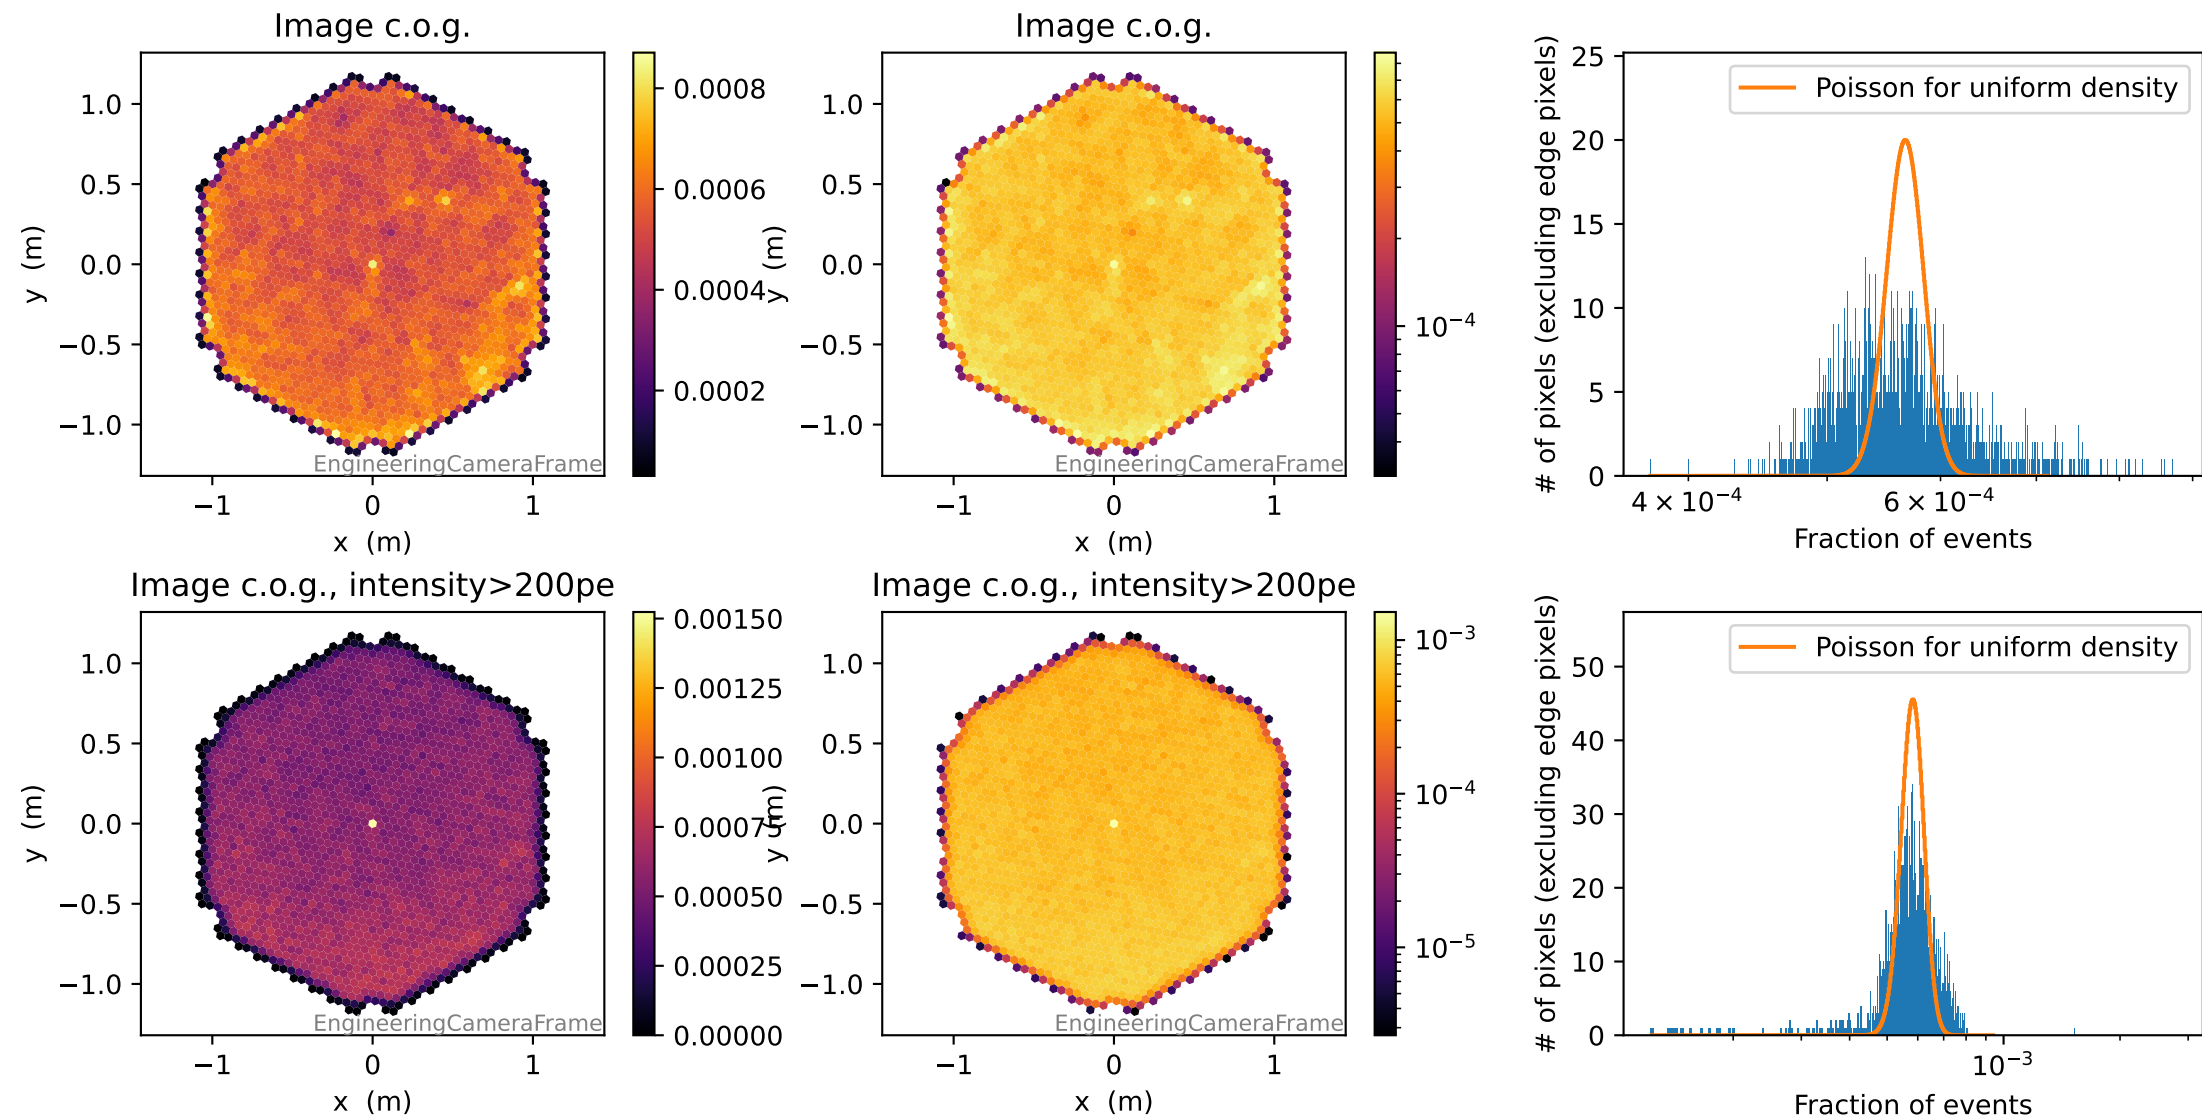 Image c.o.g.
1.0
0.5
0.0
−0.5
−1.0
y (m)
−1 0 1
x (m)
EngineeringCameraFrame
0.0008
0.0006
0.0004
0.0002
Image c.o.g.
1.0
0.5
0.0
−0.5
−1.0
y (m)
−1 0 1
x (m)
EngineeringCameraFrame
10⁻⁴
25
20
15
10
5
0
# of pixels (excluding edge pixels)
Poisson for uniform density
4 × 10⁻⁴ 6 × 10⁻⁴
Fraction of events
Image c.o.g., intensity>200pe
1.0
0.5
0.0
−0.5
−1.0
y (m)
−1 0 1
x (m)
EngineeringCameraFrame
0.00150
0.00125
0.00100
0.00075
0.00050
0.00025
0.00000
Image c.o.g., intensity>200pe
1.0
0.5
0.0
−0.5
−1.0
y (m)
−1 0 1
x (m)
EngineeringCameraFrame
10⁻³
10⁻⁴
10⁻⁵
50
40
30
20
10
0
# of pixels (excluding edge pixels)
Poisson for uniform density
10⁻³
Fraction of events